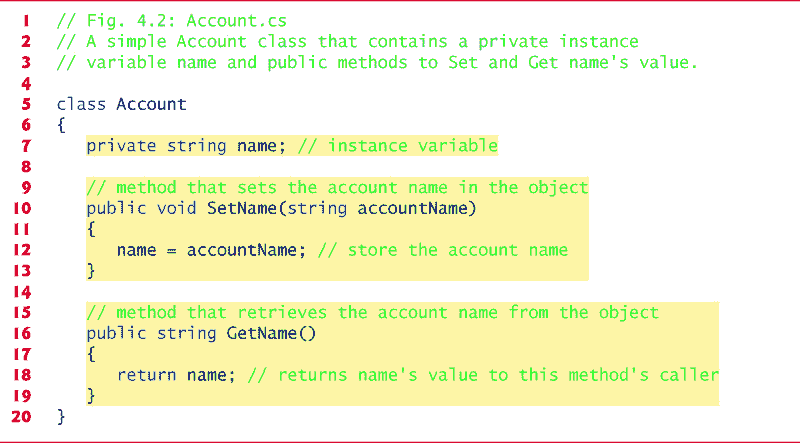 1 // Fig. 4.2: Account.cs
2 // A simple Account class that contains a private instance
3 // variable name and public methods to Set and Get name's value.
4
5 class Account
6 {
7    private string name; // instance variable
8
9    // method that sets the account name in the object
10    public void SetName(string accountName)
11    {
12       name = accountName; // store the account name
13    }
14
15    // method that retrieves the account name from the object
16    public string GetName()
17    {
18       return name; // returns name's value to this method's caller
19    }
20 }